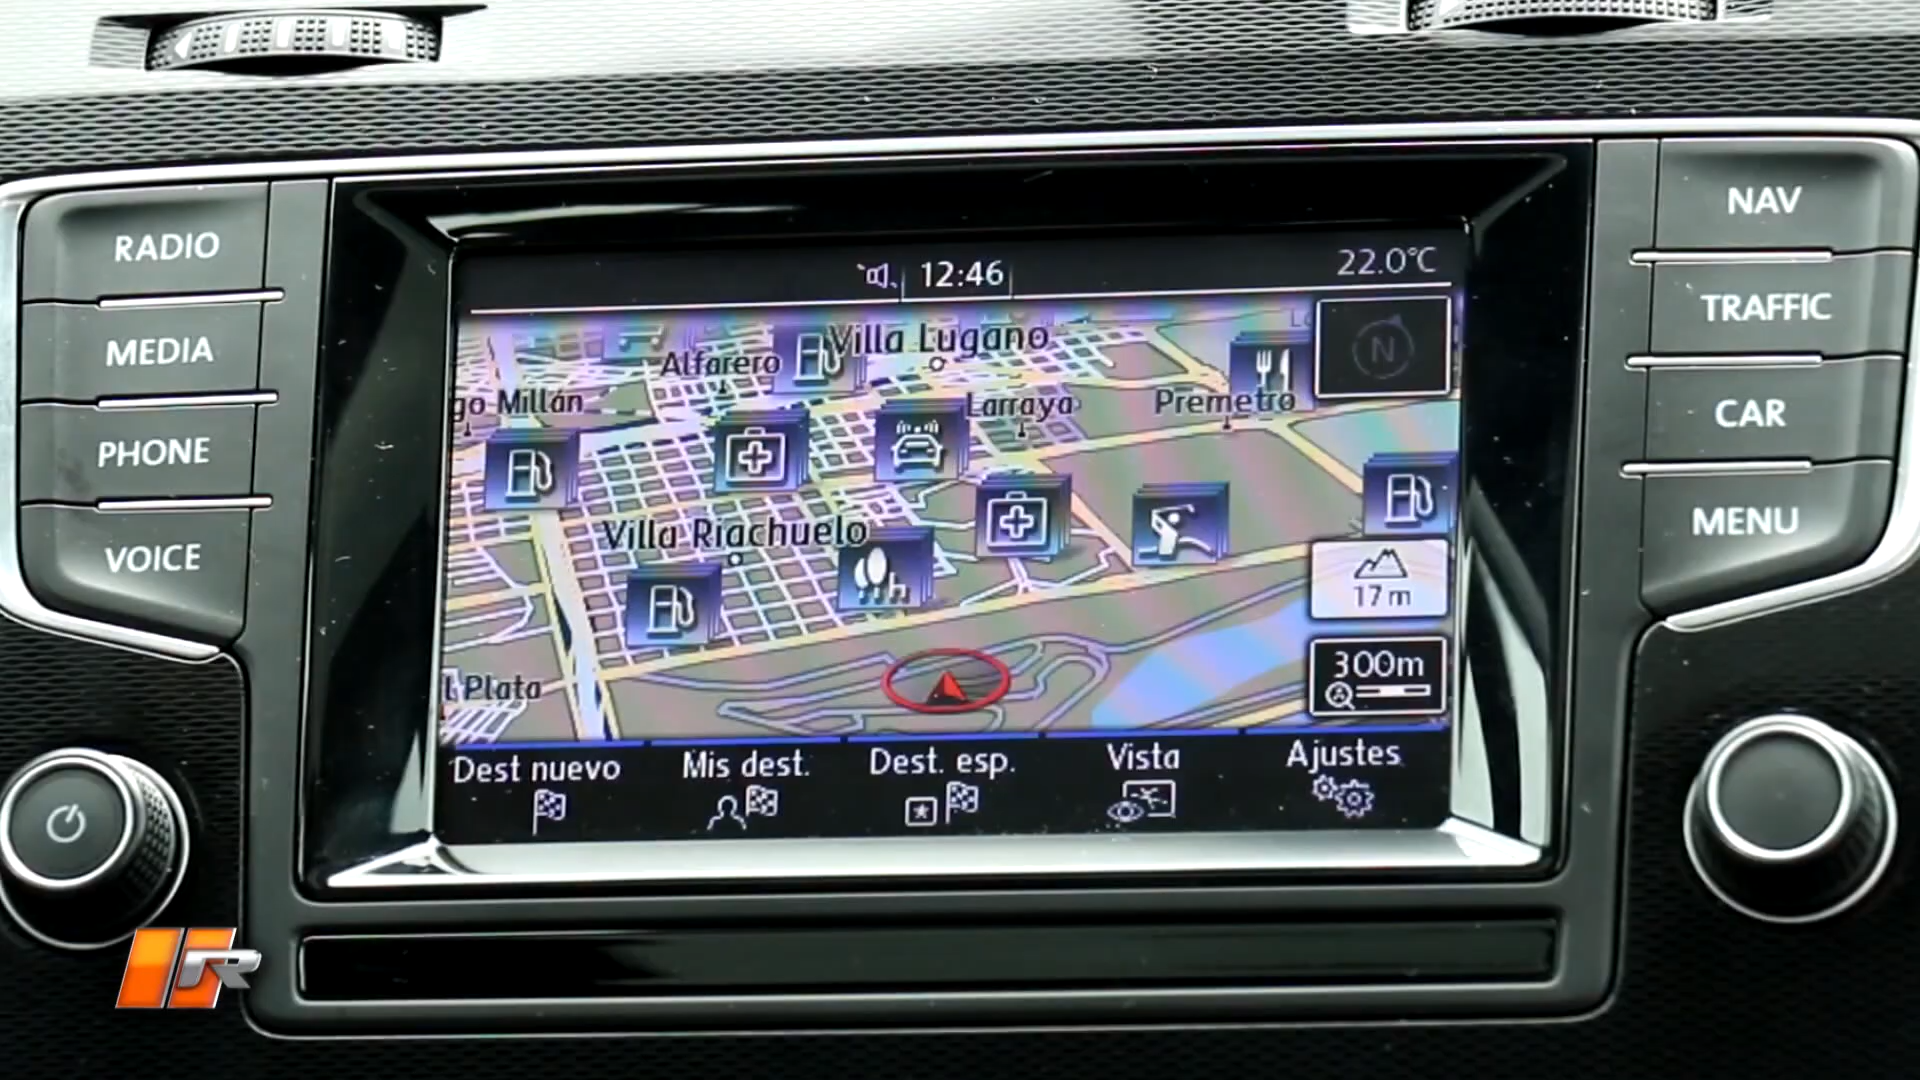 RADIO
MEDIA
PHONE
VOICE
12:46
22.0°C
Villa Lugano
Alfarero
go Millán
Larraya
Premetro
N
Villa Riachuelo
17 m
300m
l Plata
Dest nuevo
Mis dest.
Dest. esp.
Vista
Ajustes
NAV
TRAFFIC
CAR
MENU